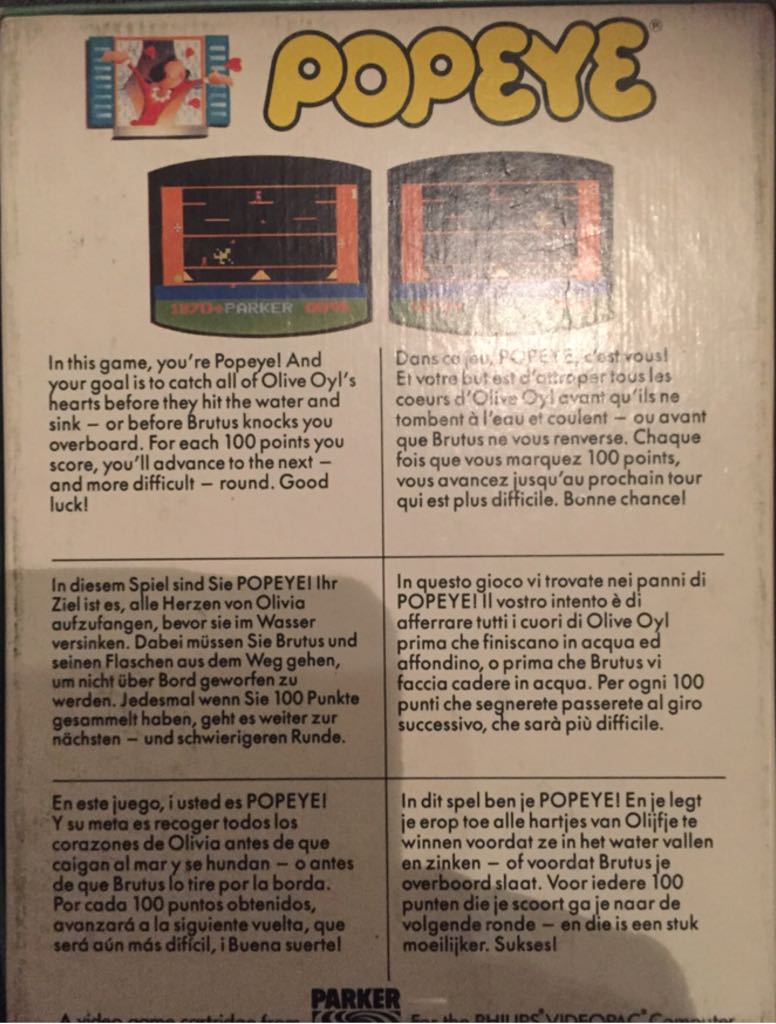 POPEYE®
1870+PARKER
In this game, you're Popeye! And
your goal is to catch all of Olive Oyl's
hearts before they hit the water and
sink – or before Brutus knocks you
overboard. For each 100 points you
score, you'll advance to the next –
and more difficult – round. Good
luck!
Dans ce jeu, POPEYE, c'est vous!
Et votre but est d'attraper tous les
coeurs d'Olive Oyl avant qu'ils ne
tombent à l'eau et coulent – ou avant
que Brutus ne vous renverse. Chaque
fois que vous marquez 100 points,
vous avancez jusqu'au prochain tour
qui est plus difficile. Bonne chance!
In diesem Spiel sind Sie POPEYE! Ihr
Ziel ist es, alle Herzen von Olivia
aufzufangen, bevor sie im Wasser
versinken. Dabei müssen Sie Brutus und
seinen Flaschen aus dem Weg gehen,
um nicht über Bord geworfen zu
werden. Jedesmal wenn Sie 100 Punkte
gesammelt haben, geht es weiter zur
nächsten – und schwierigeren Runde.
In questo gioco vi trovate nei panni di
POPEYE! Il vostro intento è di
afferrare tutti i cuori di Olive Oyl
prima che finiscano in acqua ed
affondino, o prima che Brutus vi
faccia cadere in acqua. Per ogni 100
punti che segnerete passerete al giro
successivo, che sarà più difficile.
En este juego, ¡usted es POPEYE!
Y su meta es recoger todos los
corazones de Olivia antes de que
caigan al mar y se hundan – o antes
de que Brutus lo tire por la borda.
Por cada 100 puntos obtenidos,
avanzará a la siguiente vuelta, que
será aún más difícil, ¡Buena suerte!
In dit spel ben je POPEYE! En je legt
je erop toe alle hartjes van Olijfje te
winnen voordat ze in het water vallen
en zinken – of voordat Brutus je
overboord slaat. Voor iedere 100
punten die je scoort ga je naar de
volgende ronde – en die is een stuk
moeilijker. Sukses!
PARKER
A video game cartridge from
For the PHILIPS® VIDEOPAC® Computer